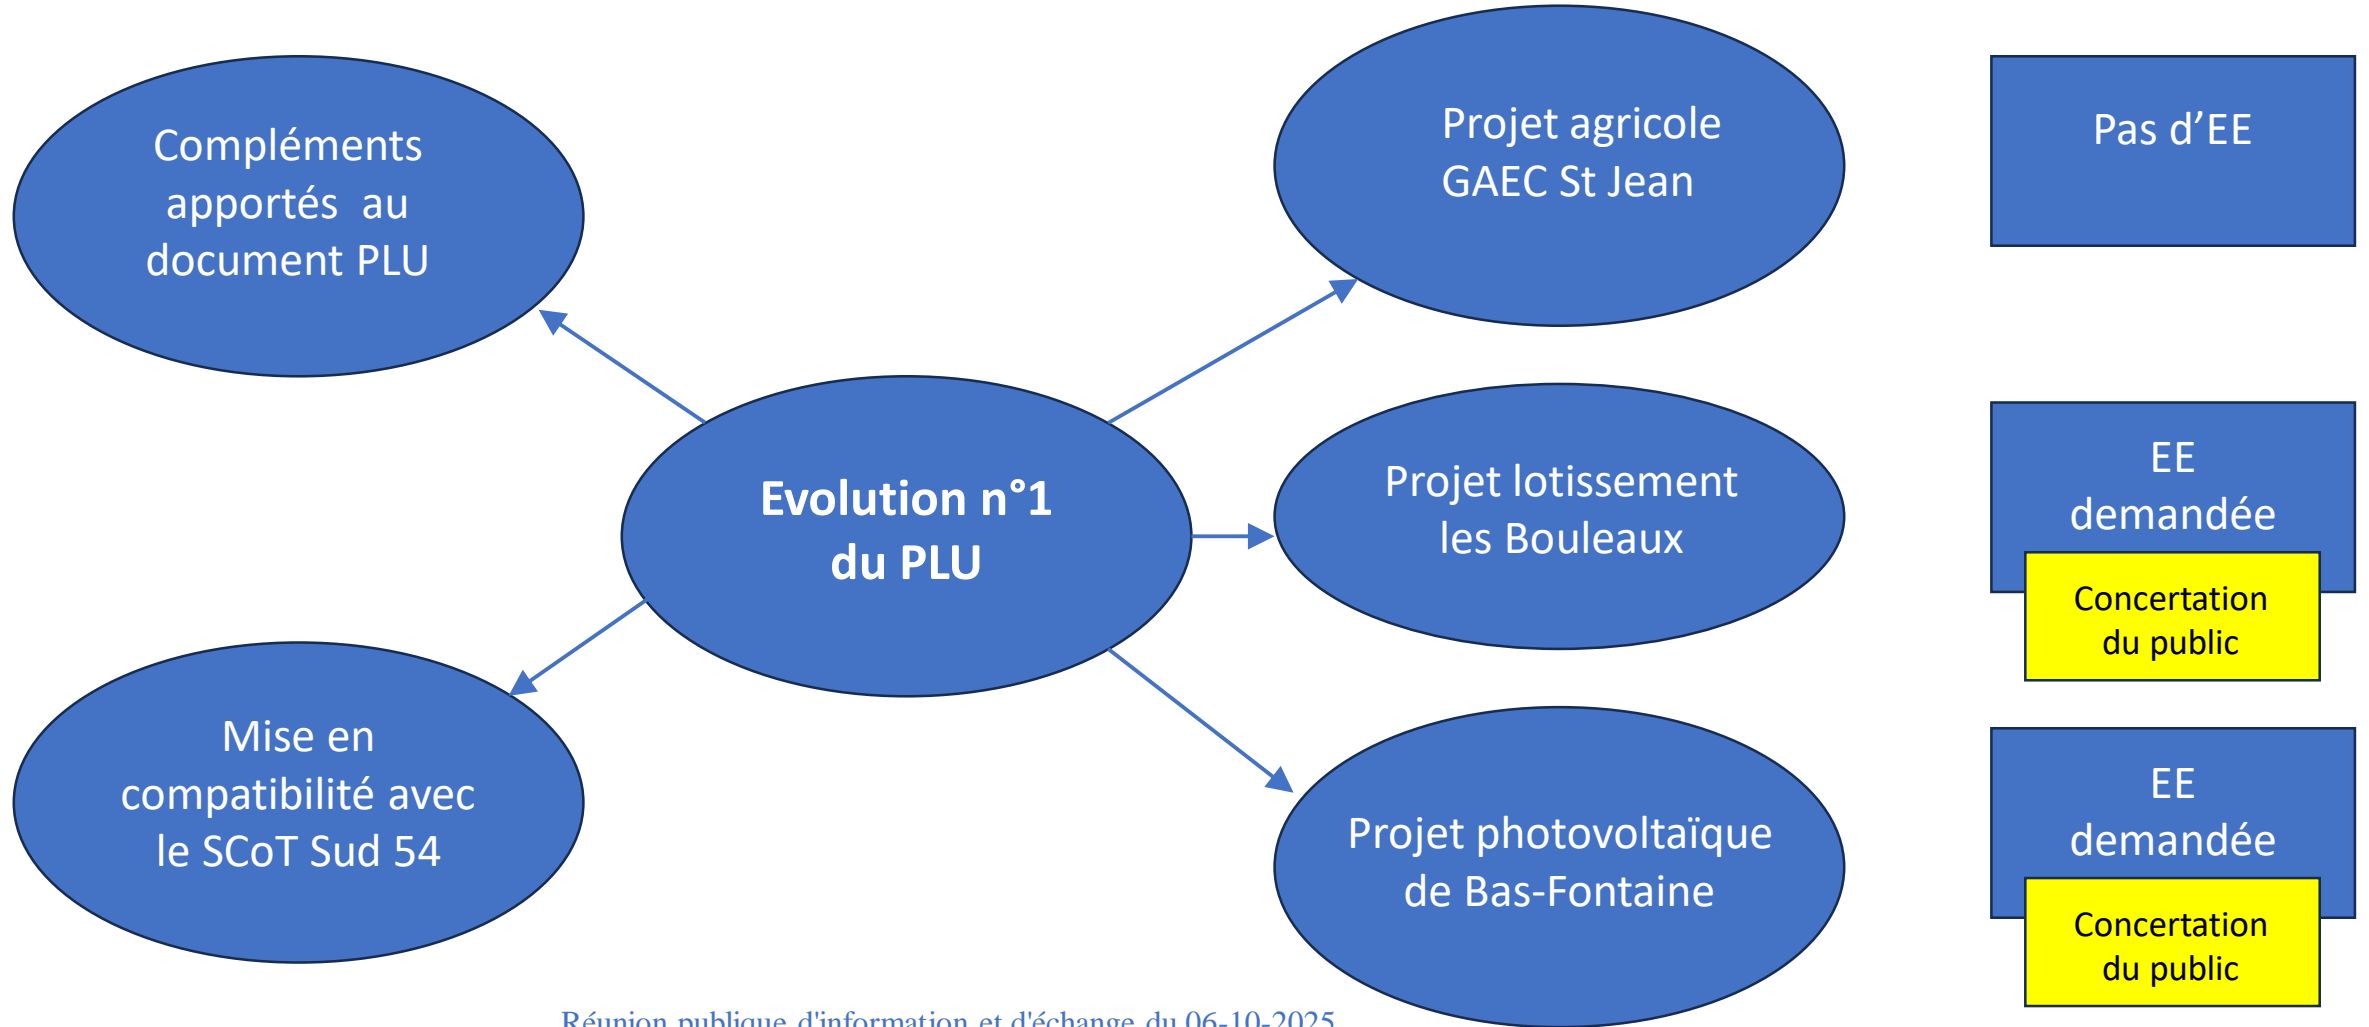 Compléments
apportés  au
document PLU
Projet agricole
GAEC St Jean
Pas d’EE
Evolution n°1
du PLU
Projet lotissement
les Bouleaux
EE
demandée
Concertation
du public
Mise en
compatibilité avec
le SCoT Sud 54
Projet photovoltaïque
de Bas-Fontaine
EE
demandée
Concertation
du public
Réunion publique d'information et d'échange du 06-10-2025